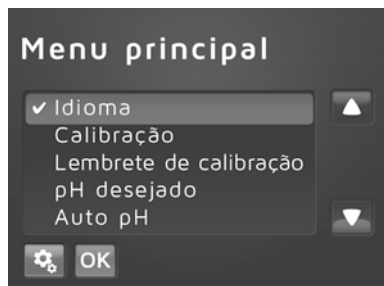 Menu principal
Idioma
Calibração
Lembrete de calibração
pH desejado
Auto pH
OK